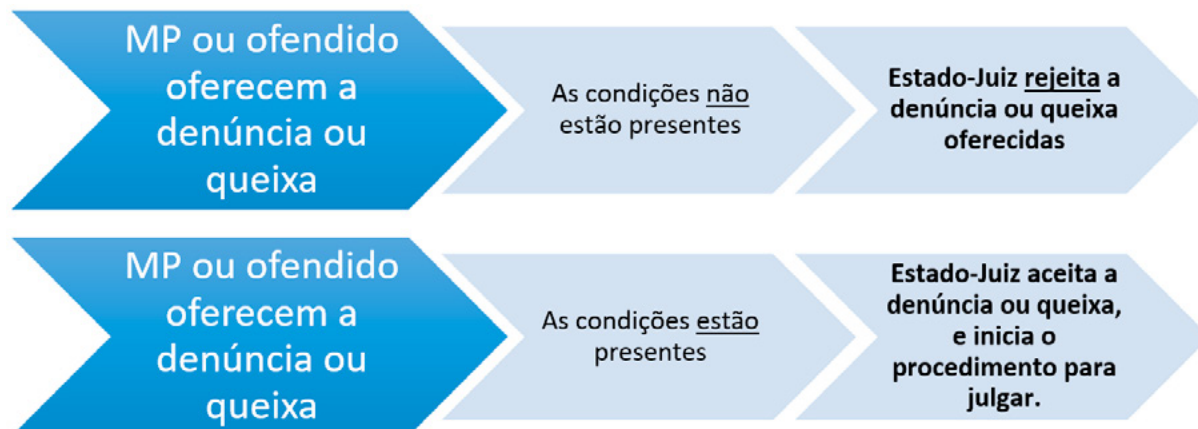 MP ou ofendido
oferecem a
denúncia ou
queixa
As condições não
estão presentes
Estado-Juiz rejeita a
denúncia ou queixa
oferecidas
MP ou ofendido
oferecem a
denúncia ou
queixa
As condições estão
presentes
Estado-Juiz aceita a
denúncia ou queixa,
e inicia o
procedimento para
julgar.